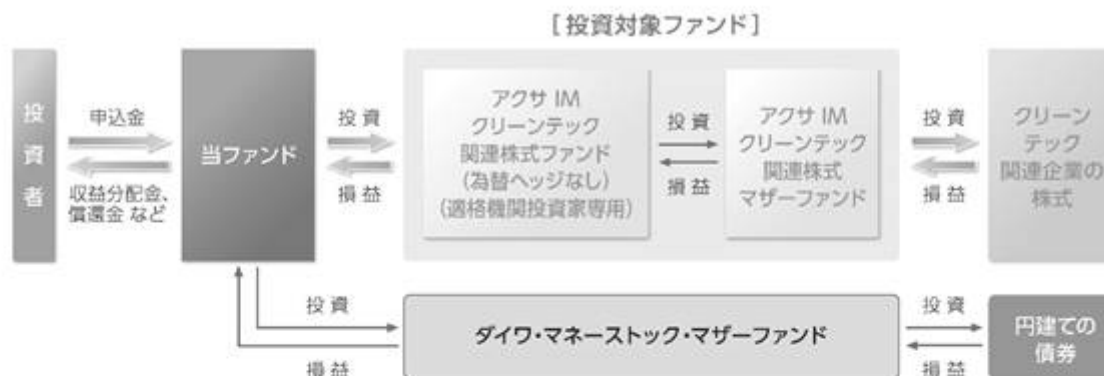 [投資対象ファンド]
投資者
申込金
収益分配金、
償還金 など
当ファンド
投資
損益
アクサ IM
クリーンテック
関連株式ファンド
(為替ヘッジなし)
(適格機関投資家専用)
投資
損益
アクサ IM
クリーンテック
関連株式
マザーファンド
投資
損益
クリーン
テック
関連企業の
株式
投資
損益
ダイワ・マネーストック・マザーファンド
投資
損益
円建ての
債券